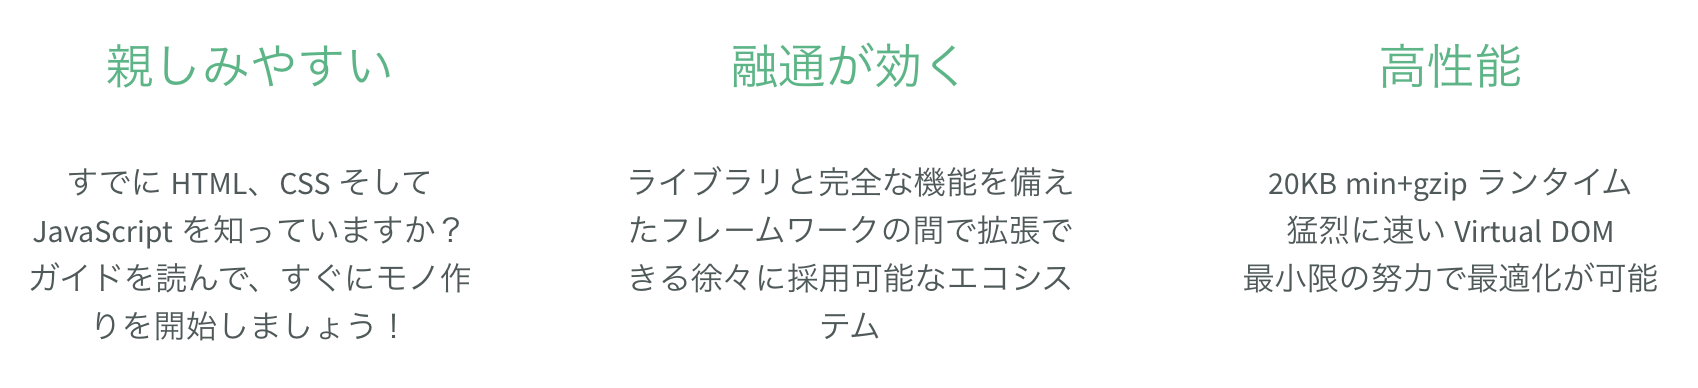 親しみやすい
すでに HTML、CSS そして
JavaScript を知っていますか？
ガイドを読んで、すぐにモノ作
りを開始しましょう！
融通が効く
ライブラリと完全な機能を備え
たフレームワークの間で拡張で
きる徐々に採用可能なエコシス
テム
高性能
20KB min+gzip ランタイム
猛烈に速い Virtual DOM
最小限の努力で最適化が可能